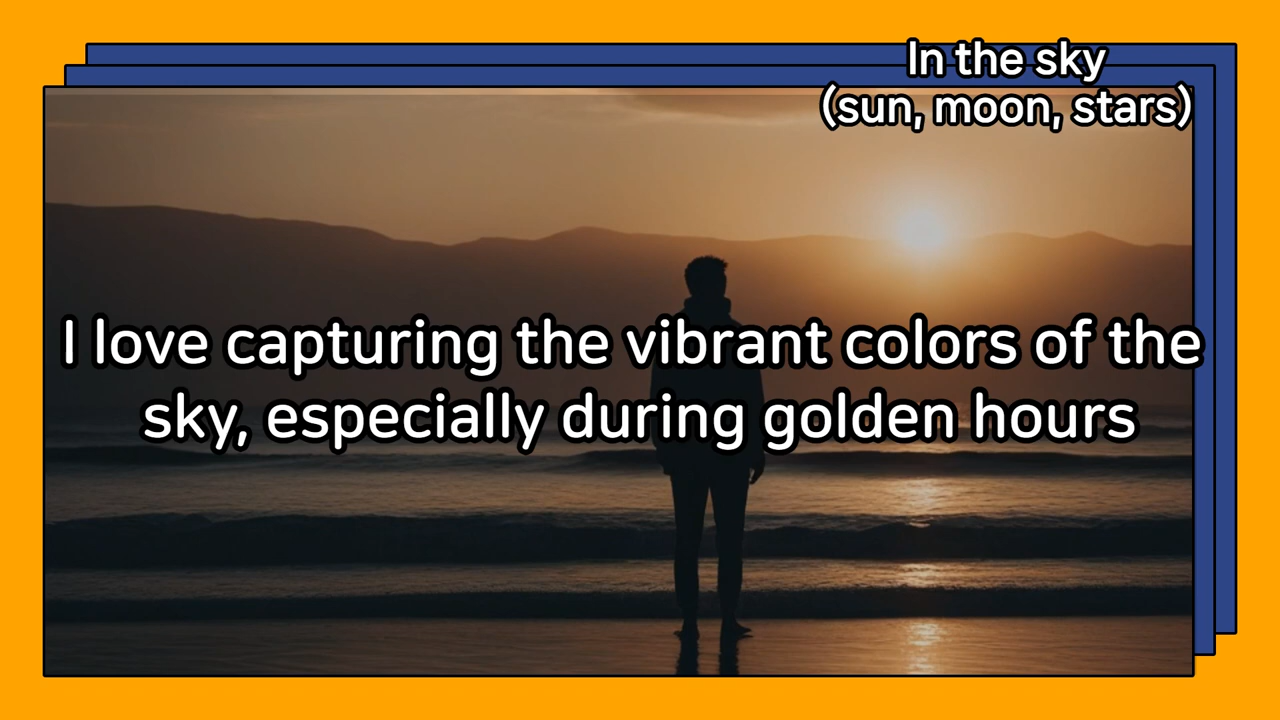 In the sky
(sun, moon, stars)
I love capturing the vibrant colors of the
sky, especially during golden hours